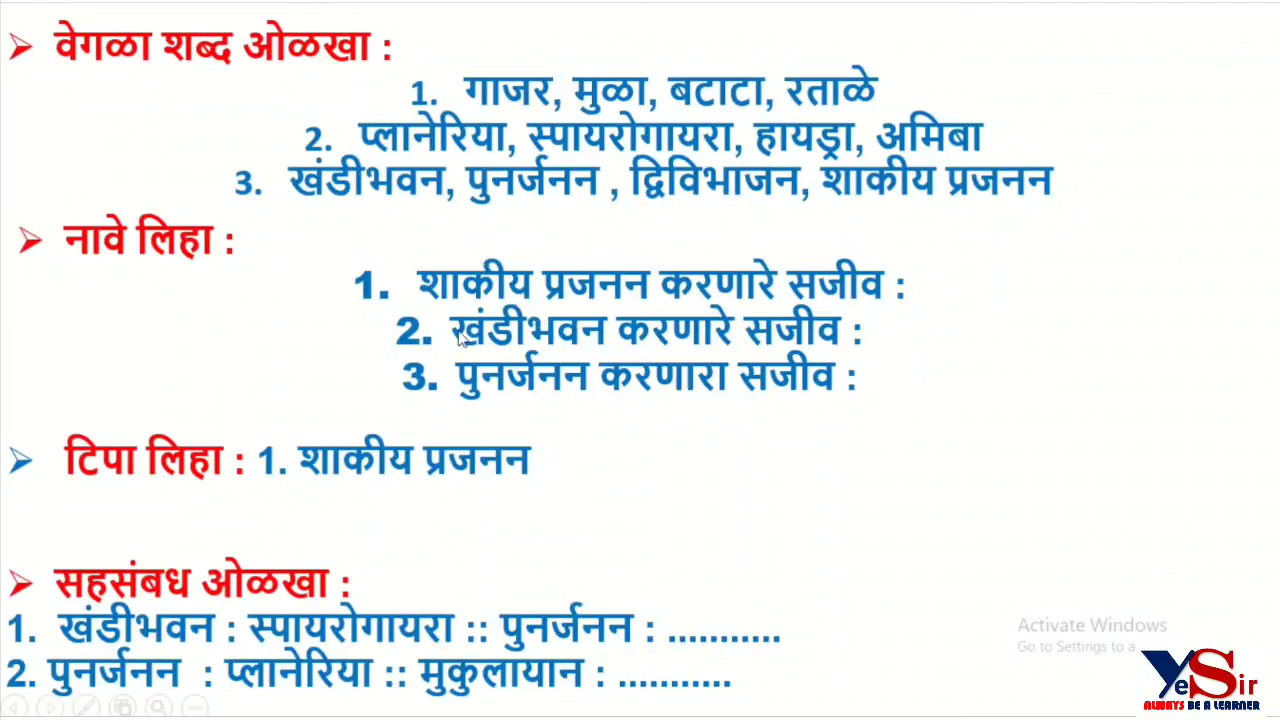 वेगळा शब्द ओळखा :
1. गाजर, मुळा, बटाटा, रताळे
2. प्लानेरिया, स्पायरोगायरा, हायड्रा, अमिबा
3. खंडीभवन, पुनर्जनन , द्विविभाजन, शाकीय प्रजनन
नावे लिहा :
1. शाकीय प्रजनन करणारे सजीव :
2. खंडीभवन करणारे सजीव :
3. पुनर्जनन करणारा सजीव :
टिपा लिहा : 1. शाकीय प्रजनन
सहसंबध ओळखा :
1. खंडीभवन : स्पायरोगायरा :: पुनर्जनन : ...........
2. पुनर्जनन : प्लानेरिया :: मुकुलायान : ...........
Activate Windows
Go to Settings to a
YeSir
ALWAYS BE A LEARNER